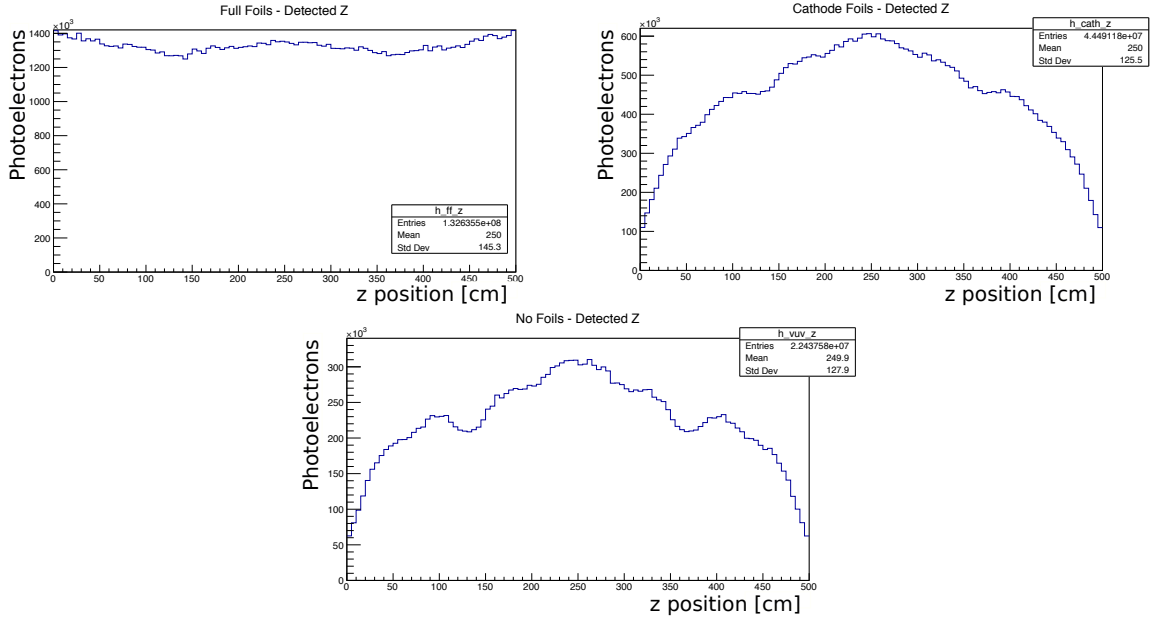 Full Foils - Detected Z
×10³
Photoelectrons
1400
1200
1000
800
600
400
200
0
0 50 100 150 200 250 300 350 400 450 500
z position [cm]
h_ff_z
Entries 1.326355e+08
Mean 250
Std Dev 145.3
Cathode Foils - Detected Z
×10³
Photoelectrons
600
500
400
300
200
100
0
0 50 100 150 200 250 300 350 400 450 500
z position [cm]
h_cath_z
Entries 4.449118e+07
Mean 250
Std Dev 125.5
No Foils - Detected Z
×10³
Photoelectrons
300
250
200
150
100
50
0
0 50 100 150 200 250 300 350 400 450 500
z position [cm]
h_vuv_z
Entries 2.243758e+07
Mean 249.9
Std Dev 127.9